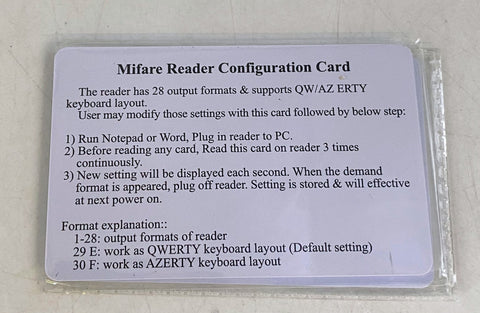 Mifare Reader Configuration Card
The reader has 28 output formats & supports QW/AZ ERTY
keyboard layout.
User may modify those settings with this card followed by below step:
1) Run Notepad or Word, Plug in reader to PC.
2) Before reading any card, Read this card on reader 3 times
continuously.
3) New setting will be displayed each second. When the demand
format is appeared, plug off reader. Setting is stored & will effective
at next power on.
Format explanation::
1-28: output formats of reader
29 E: work as QWERTY keyboard layout (Default setting)
30 F: work as AZERTY keyboard layout